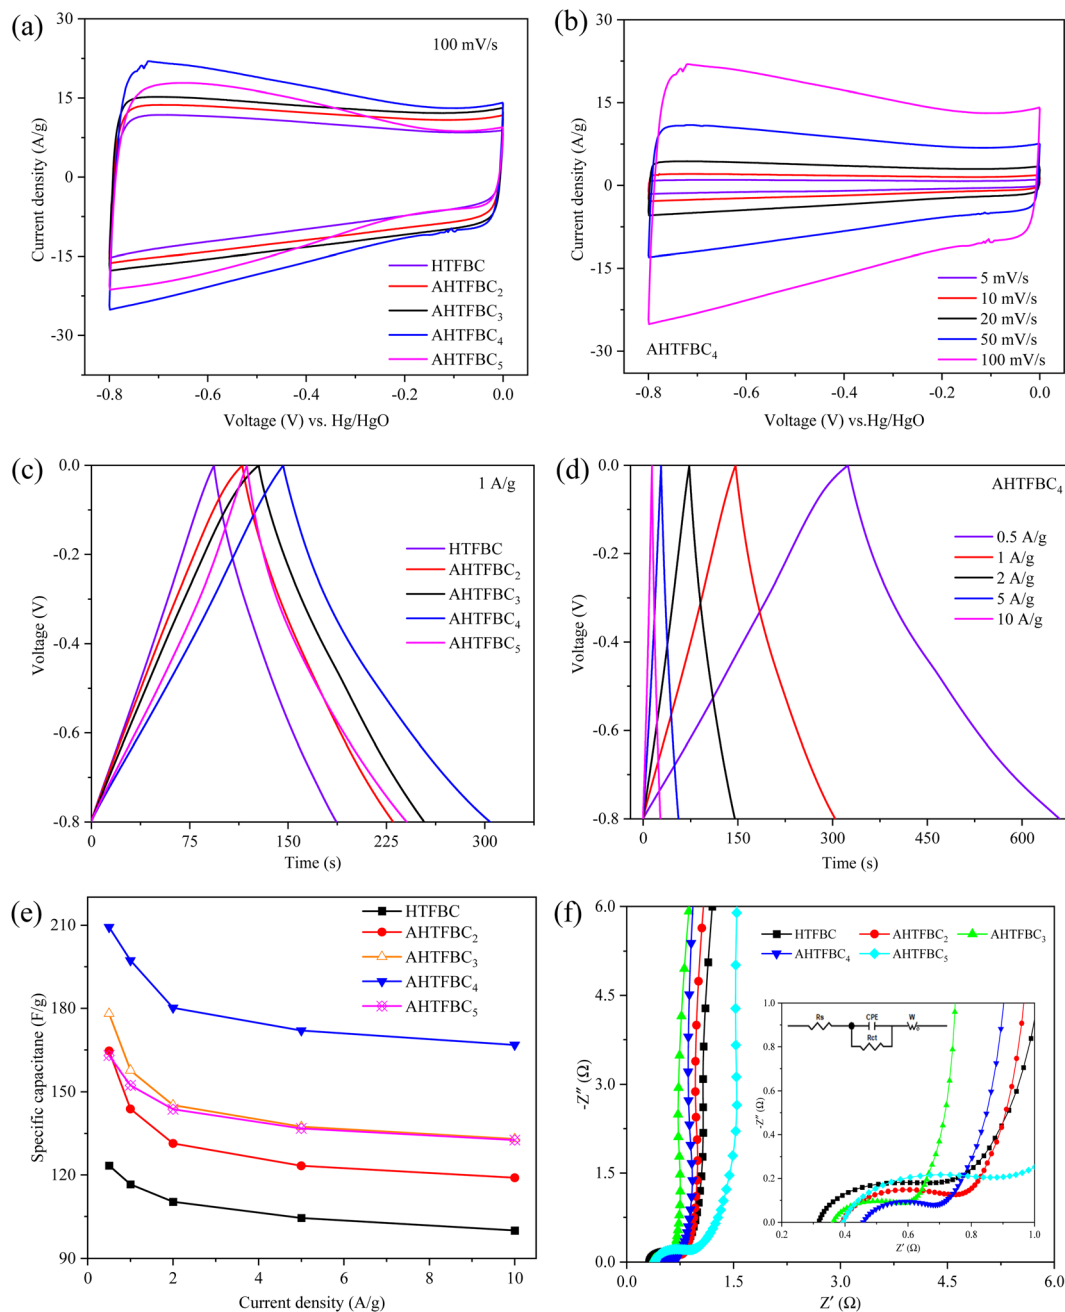 (a)
100 mV/s
30
15
0
-15
-30
Current density (A/g)
HTFBC
AHTFBC2
AHTFBC3
AHTFBC4
AHTFBC5
-0.8
-0.6
-0.4
-0.2
0.0
Voltage (V) vs. Hg/HgO
(b)
30
15
0
-15
-30
Current density (A/g)
5 mV/s
10 mV/s
20 mV/s
50 mV/s
100 mV/s
AHTFBC4
-0.8
-0.6
-0.4
-0.2
0.0
Voltage (V) vs.Hg/HgO
(c)
1 A/g
0.0
-0.2
-0.4
-0.6
-0.8
Voltage (V)
HTFBC
AHTFBC2
AHTFBC3
AHTFBC4
AHTFBC5
0
75
150
225
300
Time (s)
(d)
AHTFBC4
0.0
-0.2
-0.4
-0.6
-0.8
Voltage (V)
0.5 A/g
1 A/g
2 A/g
5 A/g
10 A/g
0
150
300
450
600
Time (s)
(e)
210
180
150
120
90
Specific capacitane (F/g)
HTFBC
AHTFBC2
AHTFBC3
AHTFBC4
AHTFBC5
0
2
4
6
8
10
Current density (A/g)
(f)
6.0
4.5
3.0
1.5
0.0
-Z″ (Ω)
HTFBC
AHTFBC2
AHTFBC3
AHTFBC4
AHTFBC5
1.0
0.8
0.6
0.4
0.2
0.0
-Z″ (Ω)
Rs
CPE
W
Rct
0.2
0.4
0.6
0.8
1.0
Z′ (Ω)
0.0
1.5
3.0
4.5
6.0
Z′ (Ω)